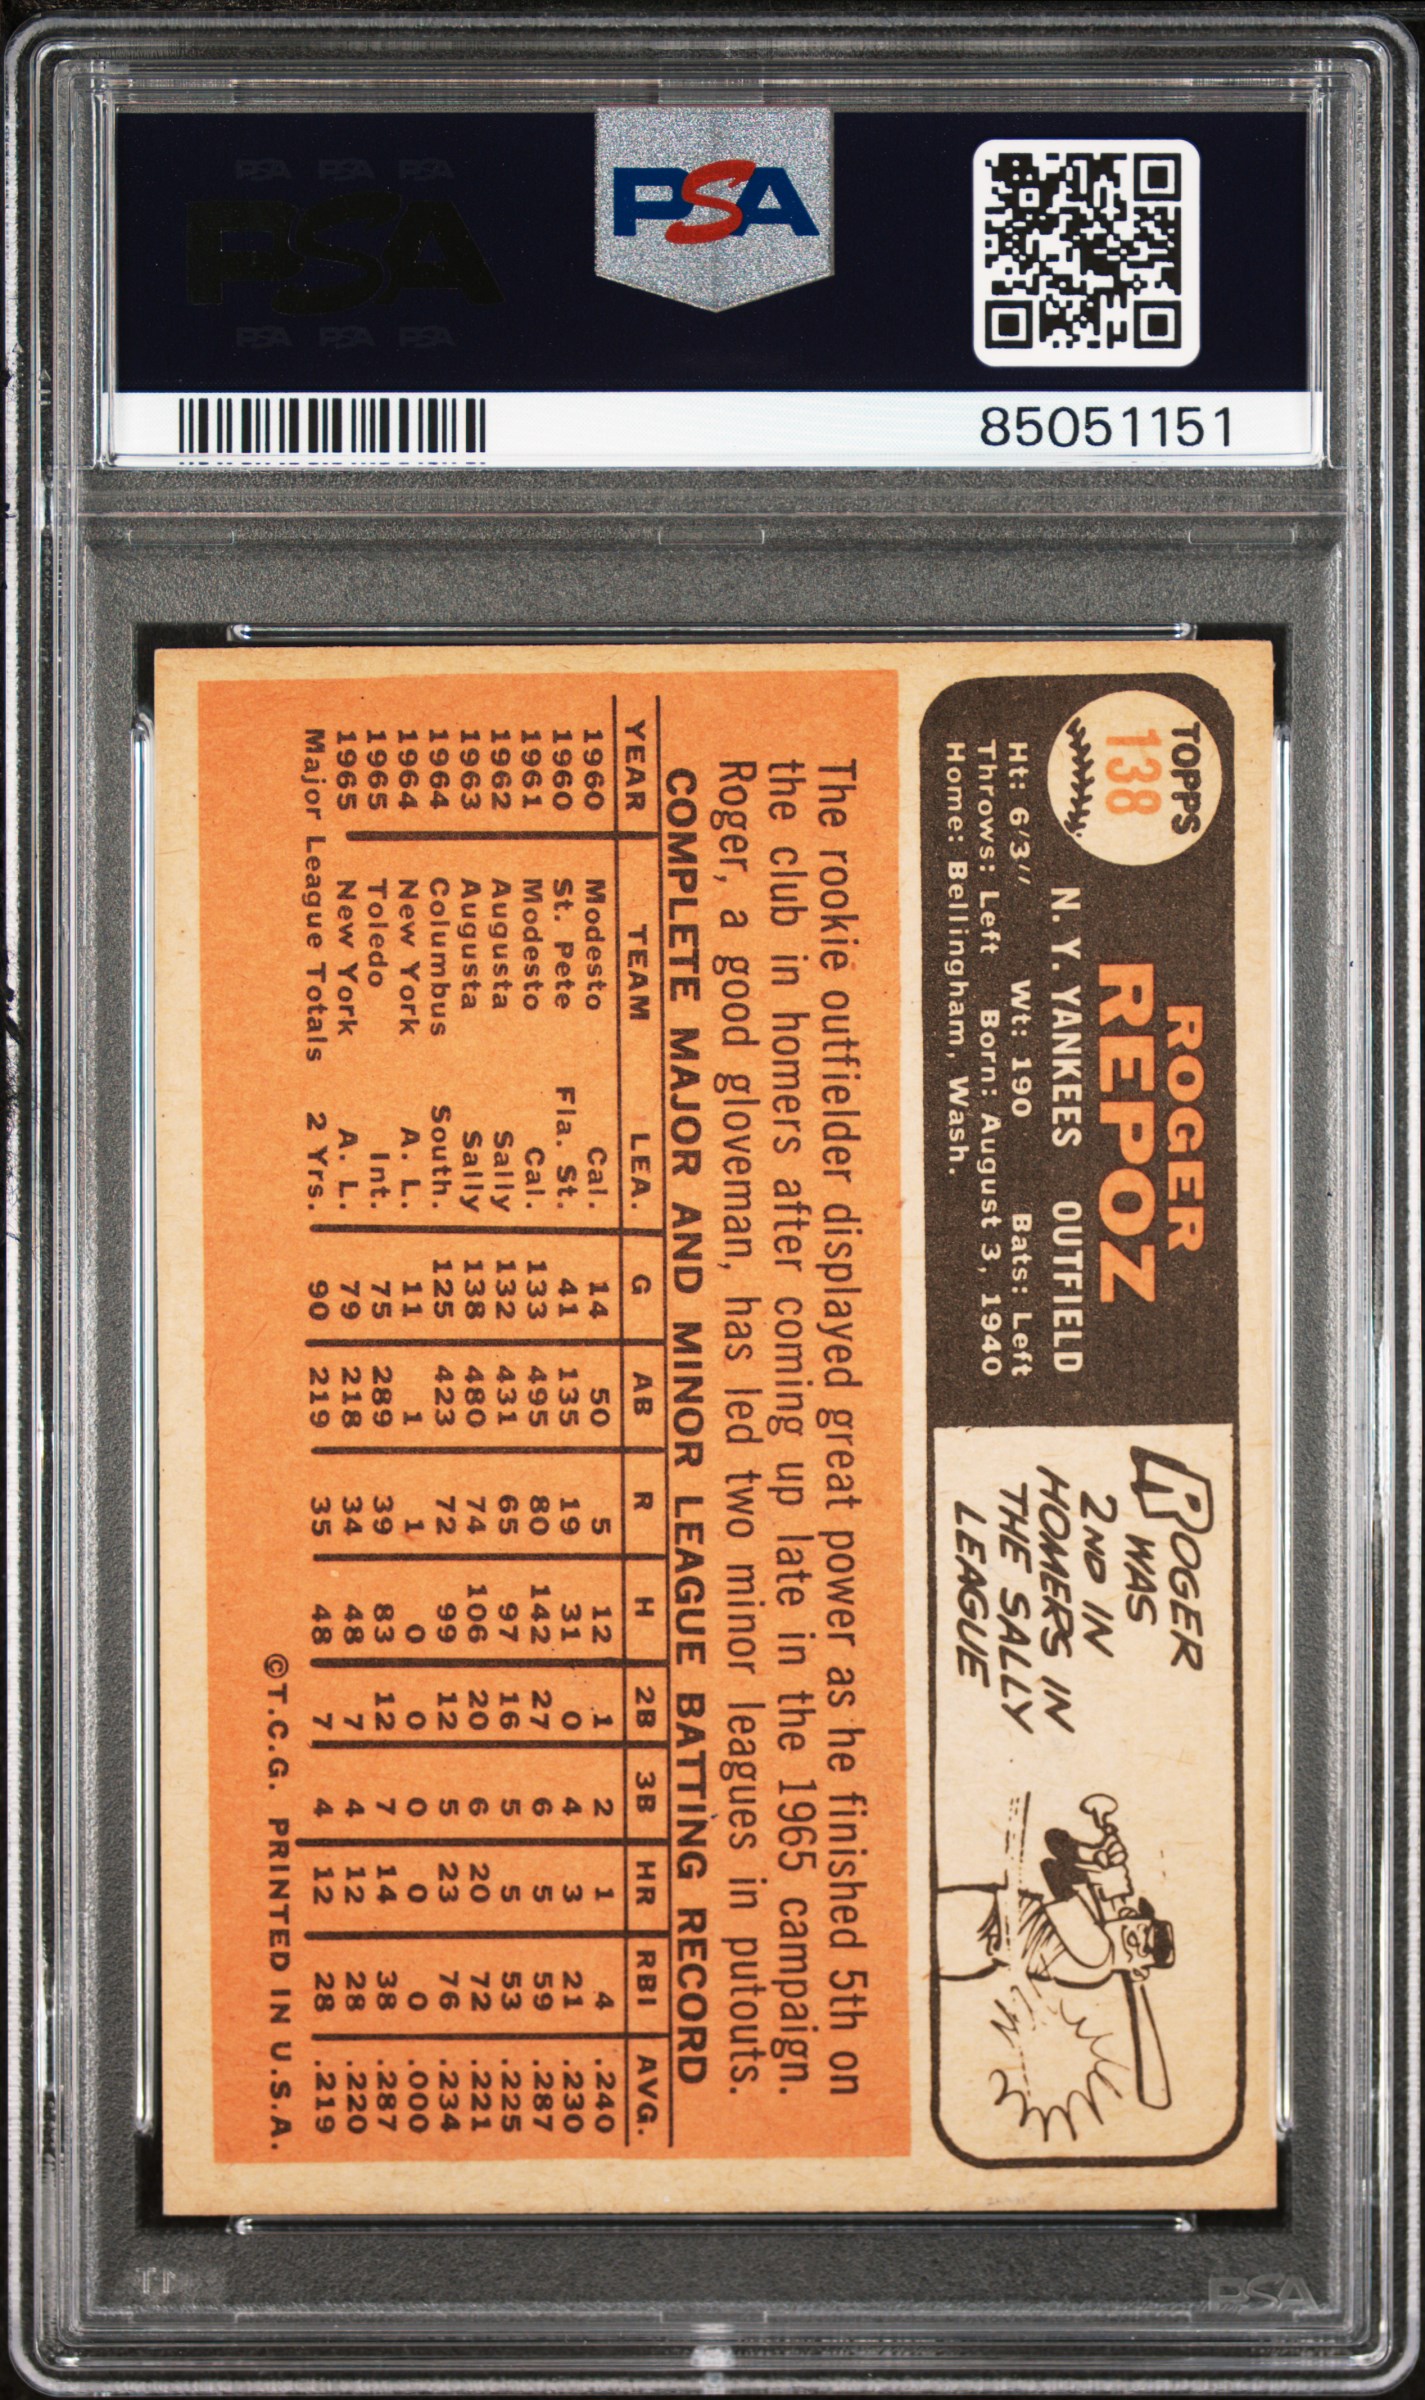 PSA PSA PSA
PSA
PSA PSA PSA
PSA
85051151
TOPPS
138
ROGER
REPOZ
N. Y. YANKEES OUTFIELD
Ht: 6'3" Wt: 190 Bats: Left
Throws: Left Born: August 3, 1940
Home: Bellingham, Wash.
ROGER
WAS
2ND IN
HOMERS IN
THE SALLY
LEAGUE
The rookie outfielder displayed great power as he finished 5th on
the club in homers after coming up late in the 1965 campaign.
Roger, a good gloveman, has led two minor leagues in putouts.
COMPLETE MAJOR AND MINOR LEAGUE BATTING RECORD
YEAR TEAM LEA. G AB R H 2B 3B HR RBI AVG.
1960 Modesto Cal. 14 50 5 12 1 2 1 4 .240
1960 St. Pete Fla. St. 41 135 19 31 0 4 3 21 .230
1961 Modesto Cal. 133 495 80 142 27 6 5 59 .287
1962 Augusta Sally 132 431 65 97 16 5 5 53 .225
1963 Augusta Sally 138 480 74 106 20 6 20 72 .221
1964 Columbus South. 125 423 72 99 12 5 23 76 .234
1964 New York A. L. 11 1 1 0 0 0 0 0 .000
1965 Toledo Int. 75 289 39 83 12 7 14 38 .287
1965 New York A. L. 79 218 34 48 7 4 12 28 .220
Major League Totals 2 Yrs. 90 219 35 48 7 4 12 28 .219
©T.C.G. PRINTED IN U.S.A.
PSA